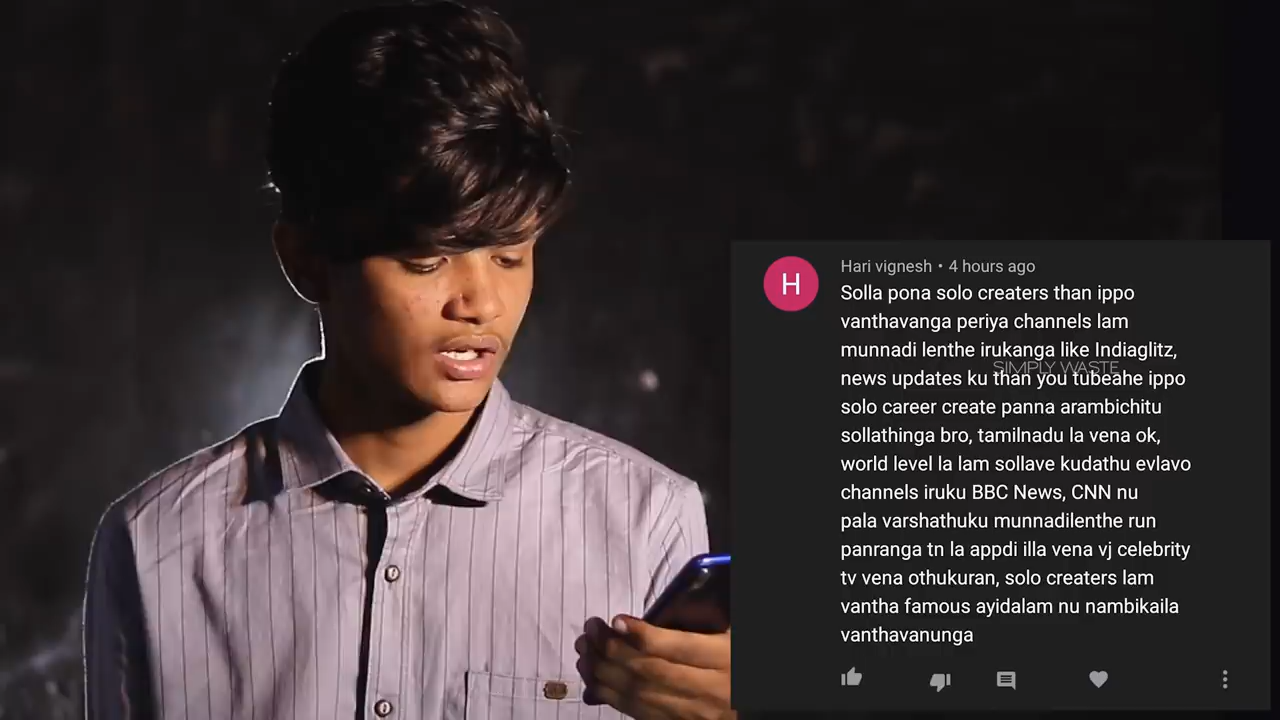 Hari vignesh • 4 hours ago
H
Solla pona solo creaters than ippo
vanthavanga periya channels lam
munnadi lenthe irukanga like Indiaglitz,
SIMPLY WASTE
news updates ku than you tubeahe ippo
solo career create panna arambichitu
sollathinga bro, tamilnadu la vena ok,
world level la lam sollave kudathu evlavo
channels iruku BBC News, CNN nu
pala varshathuku munnadilenthe run
panranga tn la appdi illa vena vj celebrity
tv vena othukuran, solo creaters lam
vantha famous ayidalam nu nambikaila
vanthavanunga